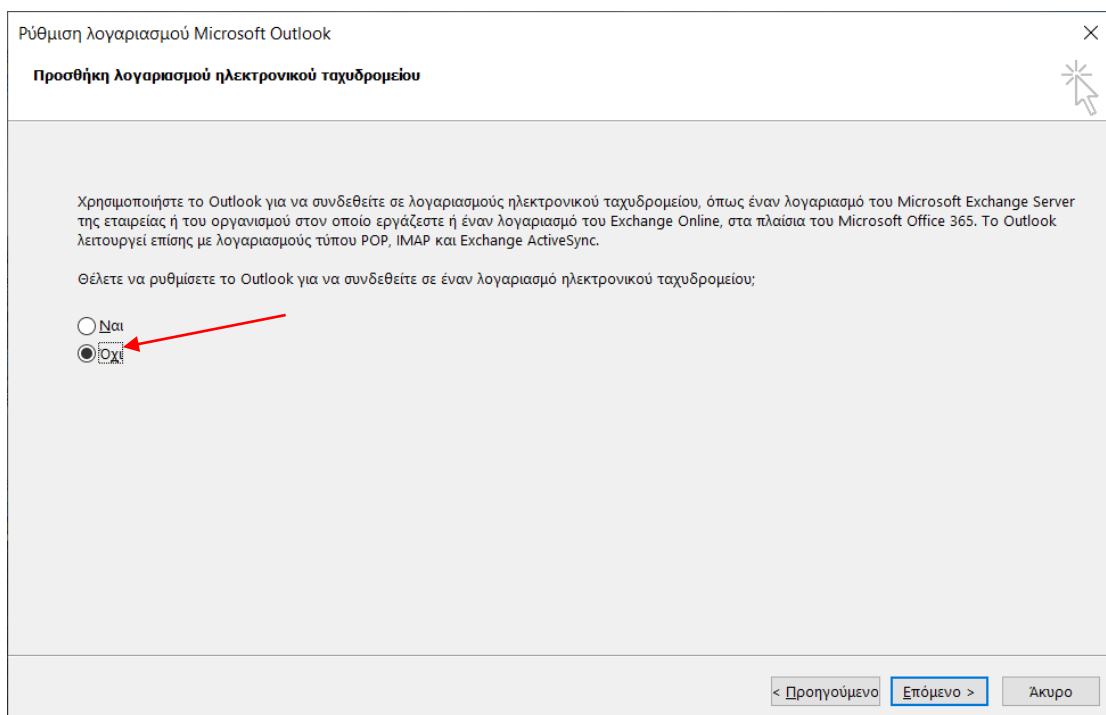 Ρύθμιση λογαριασμού Microsoft Outlook
Προσθήκη λογαριασμού ηλεκτρονικού ταχυδρομείου
Χρησιμοποιήστε το Outlook για να συνδεθείτε σε λογαριασμούς ηλεκτρονικού ταχυδρομείου, όπως έναν λογαριασμό του Microsoft Exchange Server
της εταιρείας ή του οργανισμού στον οποίο εργάζεστε ή έναν λογαριασμό του Exchange Online, στα πλαίσια του Microsoft Office 365. Το Outlook
λειτουργεί επίσης με λογαριασμούς τύπου POP, IMAP και Exchange ActiveSync.
Θέλετε να ρυθμίσετε το Outlook για να συνδεθείτε σε έναν λογαριασμό ηλεκτρονικού ταχυδρομείου;
Ναι
Όχι
< Προηγούμενο Επόμενο > Άκυρο